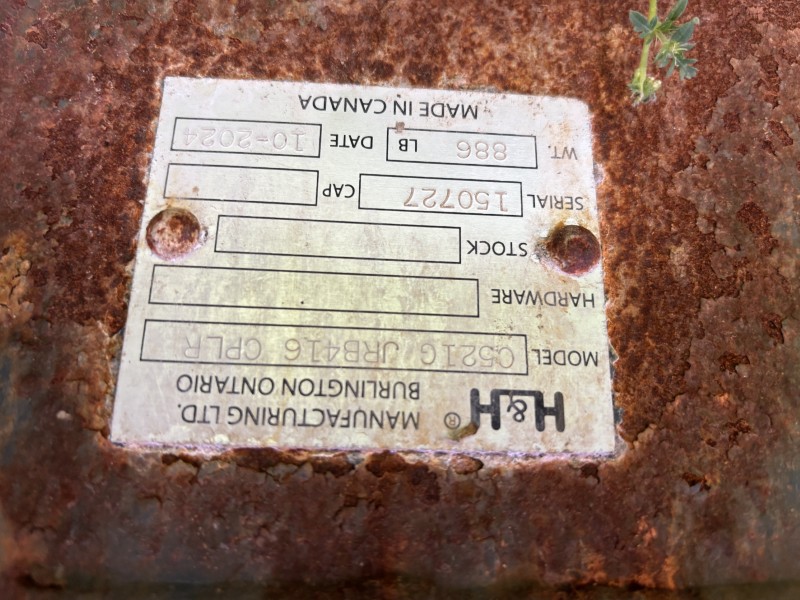 H&H® MANUFACTURING LTD.
BURLINGTON ONTARIO
MODEL C521G JRB416 CPLR
HARDWARE
STOCK
SERIAL 150727 CAP
WT. 886 LB DATE 10-2024
MADE IN CANADA